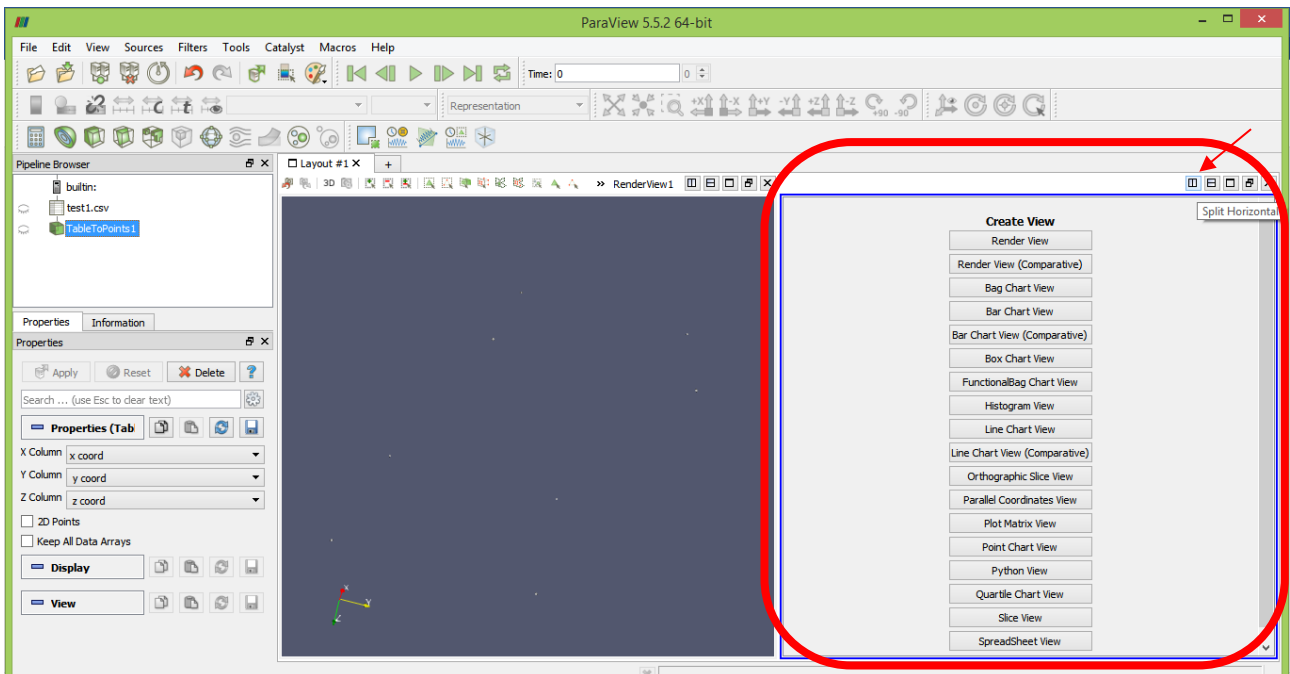 ParaView 5.5.2 64-bit
File Edit View Sources Filters Tools Catalyst Macros Help
Time: 0 0
Representation
+X -X +Y -Y +Z -Z +90 -90
Pipeline Browser
Layout #1 +
3D » RenderView1
builtin:
test1.csv
TableToPoints1
Split Horizontal
Create View
Render View
Render View (Comparative)
Bag Chart View
Bar Chart View
Bar Chart View (Comparative)
Box Chart View
FunctionalBag Chart View
Histogram View
Line Chart View
Line Chart View (Comparative)
Orthographic Slice View
Parallel Coordinates View
Plot Matrix View
Point Chart View
Python View
Quartile Chart View
Slice View
SpreadSheet View
Properties Information
Properties
Apply Reset Delete ?
Search ... (use Esc to clear text)
Properties (Tab
X Column x coord
Y Column y coord
Z Column z coord
2D Points
Keep All Data Arrays
Display
View
X
Y
Z